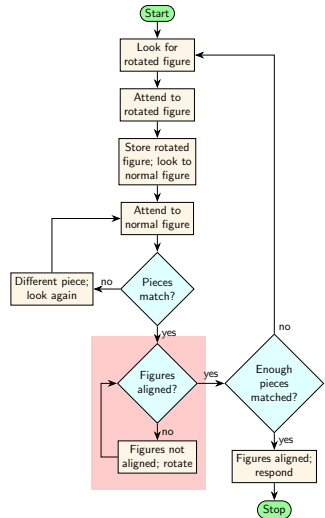 Start
Look for
rotated figure
Attend to
rotated figure
Store rotated
figure; look to
normal figure
Attend to
normal figure
Different piece;
look again
no
Pieces
match?
yes
Figures
aligned?
yes
no
Figures not
aligned; rotate
no
Enough
pieces
matched?
yes
Figures aligned;
respond
Stop